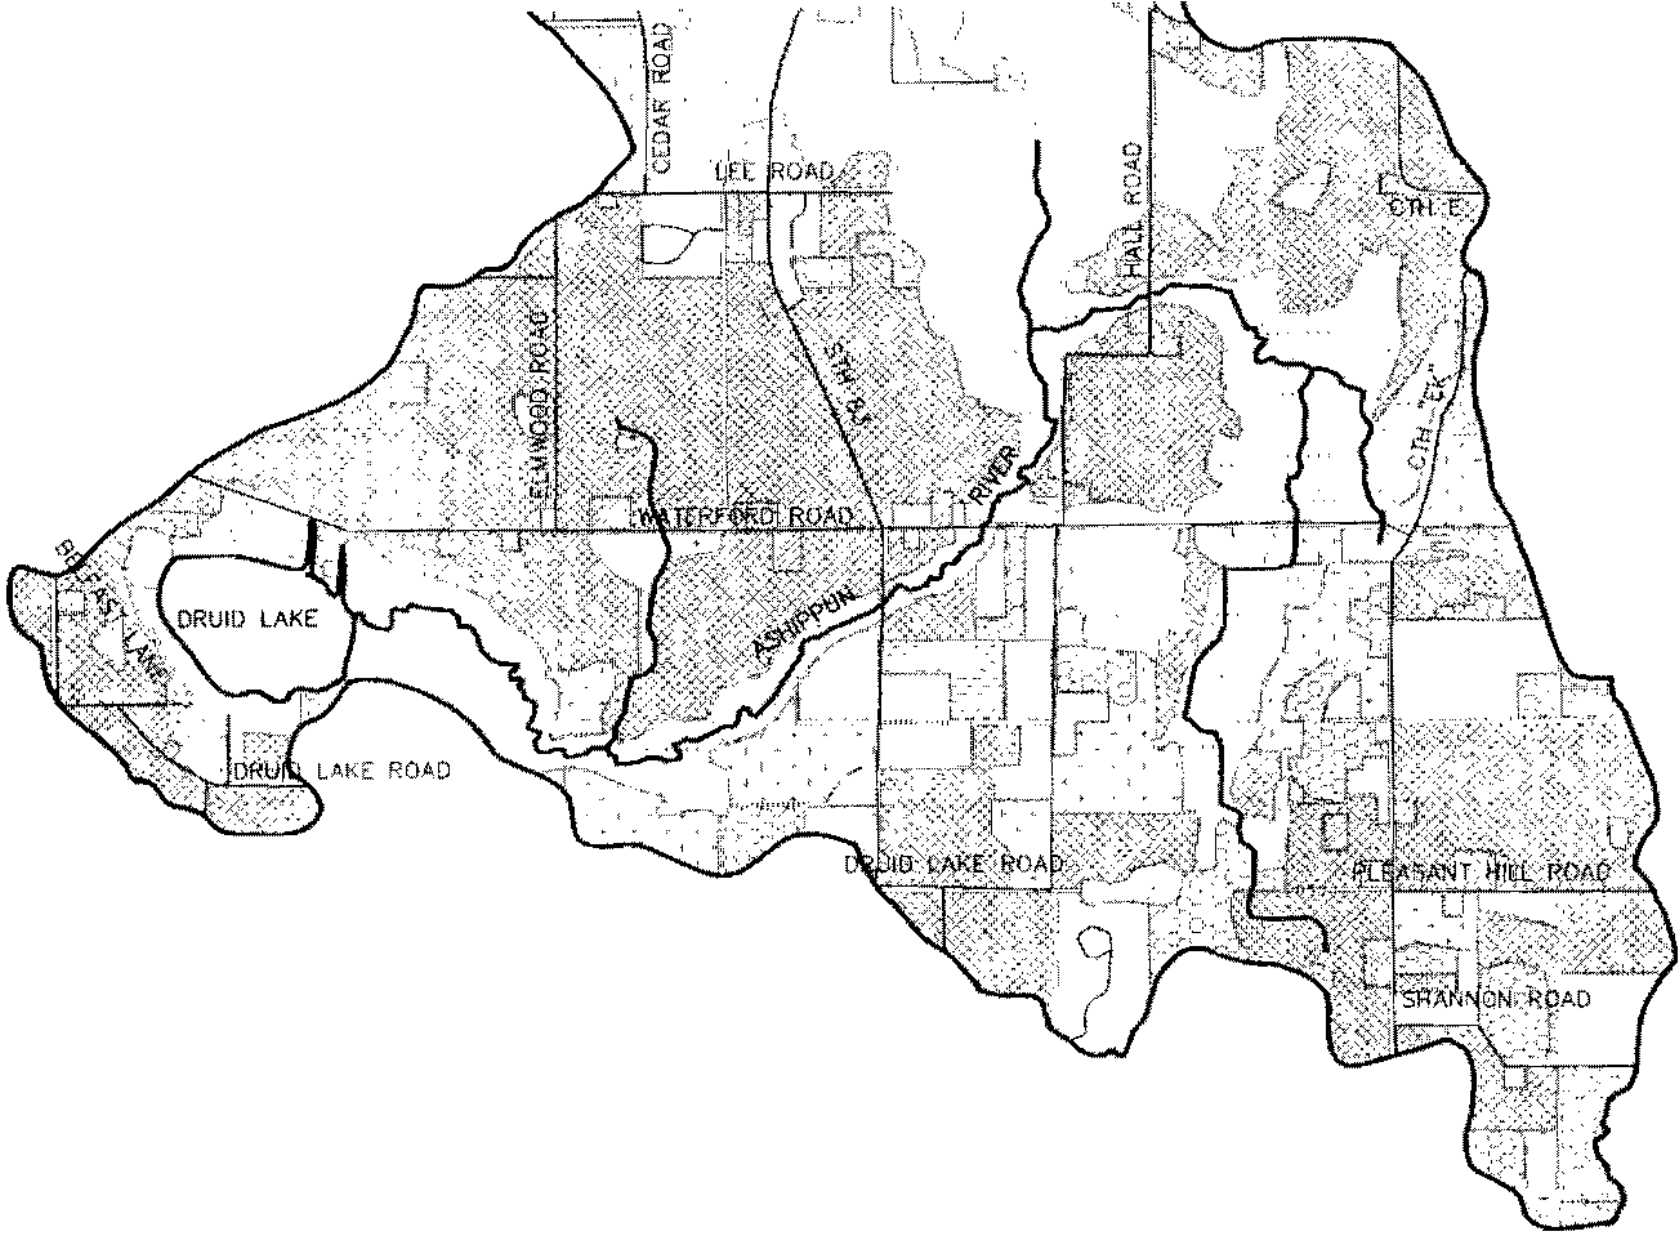 CEDAR ROAD
LEE ROAD
HALL ROAD
CTH E
ELMWOOD ROAD
STH 83
CTH "EK"
RIVER
WATERFORD ROAD
BELFAST LANE
ASHIPPUN
DRUID LAKE
DRUID LAKE ROAD
DRUID LAKE ROAD
PLEASANT HILL ROAD
SHANNON ROAD